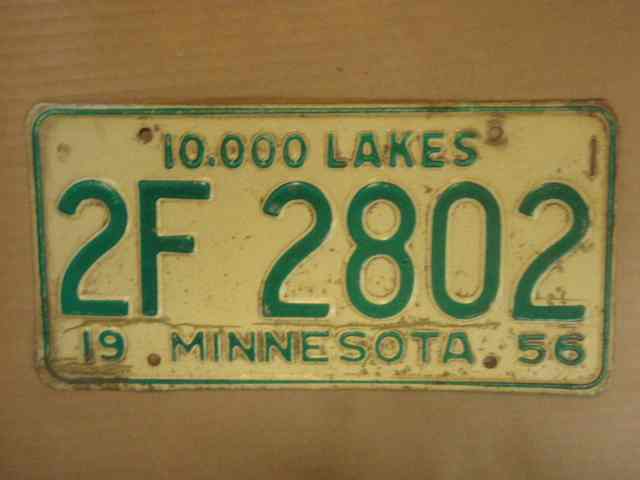 10.000 LAKES
2F 2802
19 MINNESOTA 56